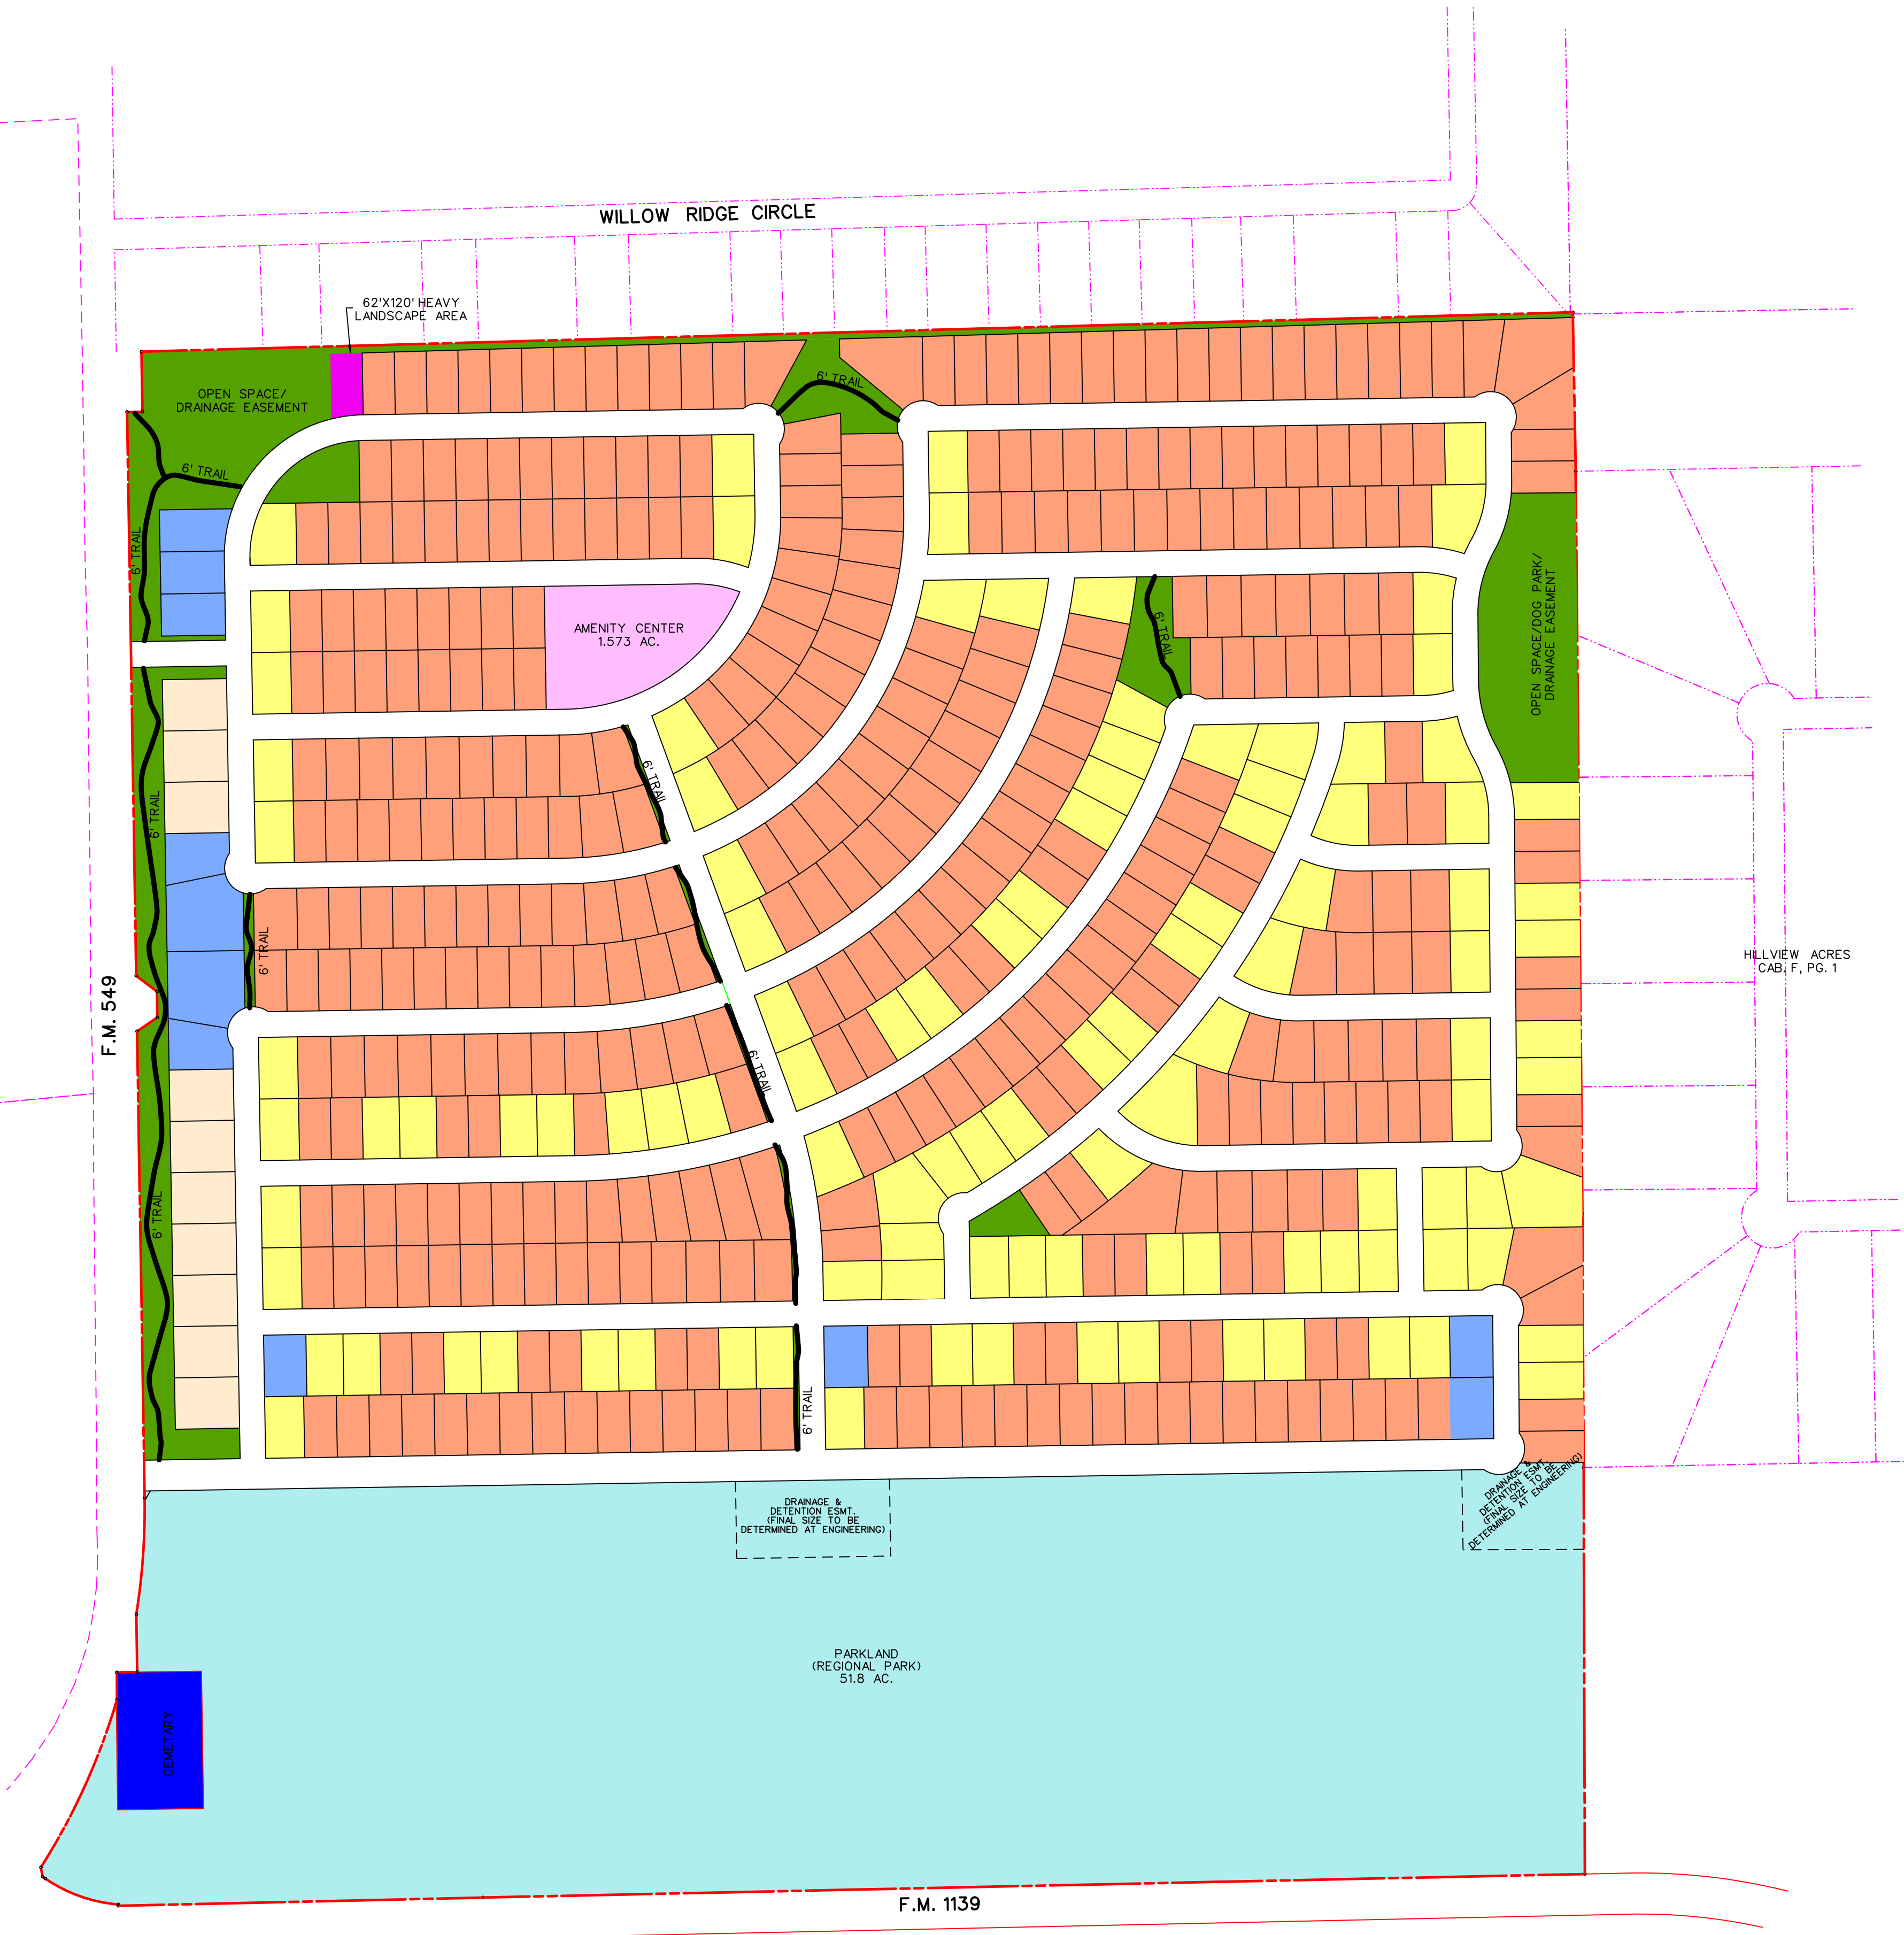 WILLOW RIDGE CIRCLE
62'X120' HEAVY
LANDSCAPE AREA
OPEN SPACE/
DRAINAGE EASEMENT
6' TRAIL
6' TRAIL
6' TRAIL
OPEN SPACE/DOG PARK/
DRAINAGE EASEMENT
AMENITY CENTER
1.573 AC.
6' TRAIL
6' TRAIL
6' TRAIL
6' TRAIL
HILLVIEW ACRES
CAB. F, PG. 1
F.M. 549
6' TRAIL
6' TRAIL
6' TRAIL
DRAINAGE &
DETENTION ESMT.
(FINAL SIZE TO BE
DETERMINED AT ENGINEERING)
DRAINAGE &
DETENTION ESMT.
(FINAL SIZE TO BE
DETERMINED AT ENGINEERING)
PARKLAND
(REGIONAL PARK)
51.8 AC.
CEMETARY
F.M. 1139